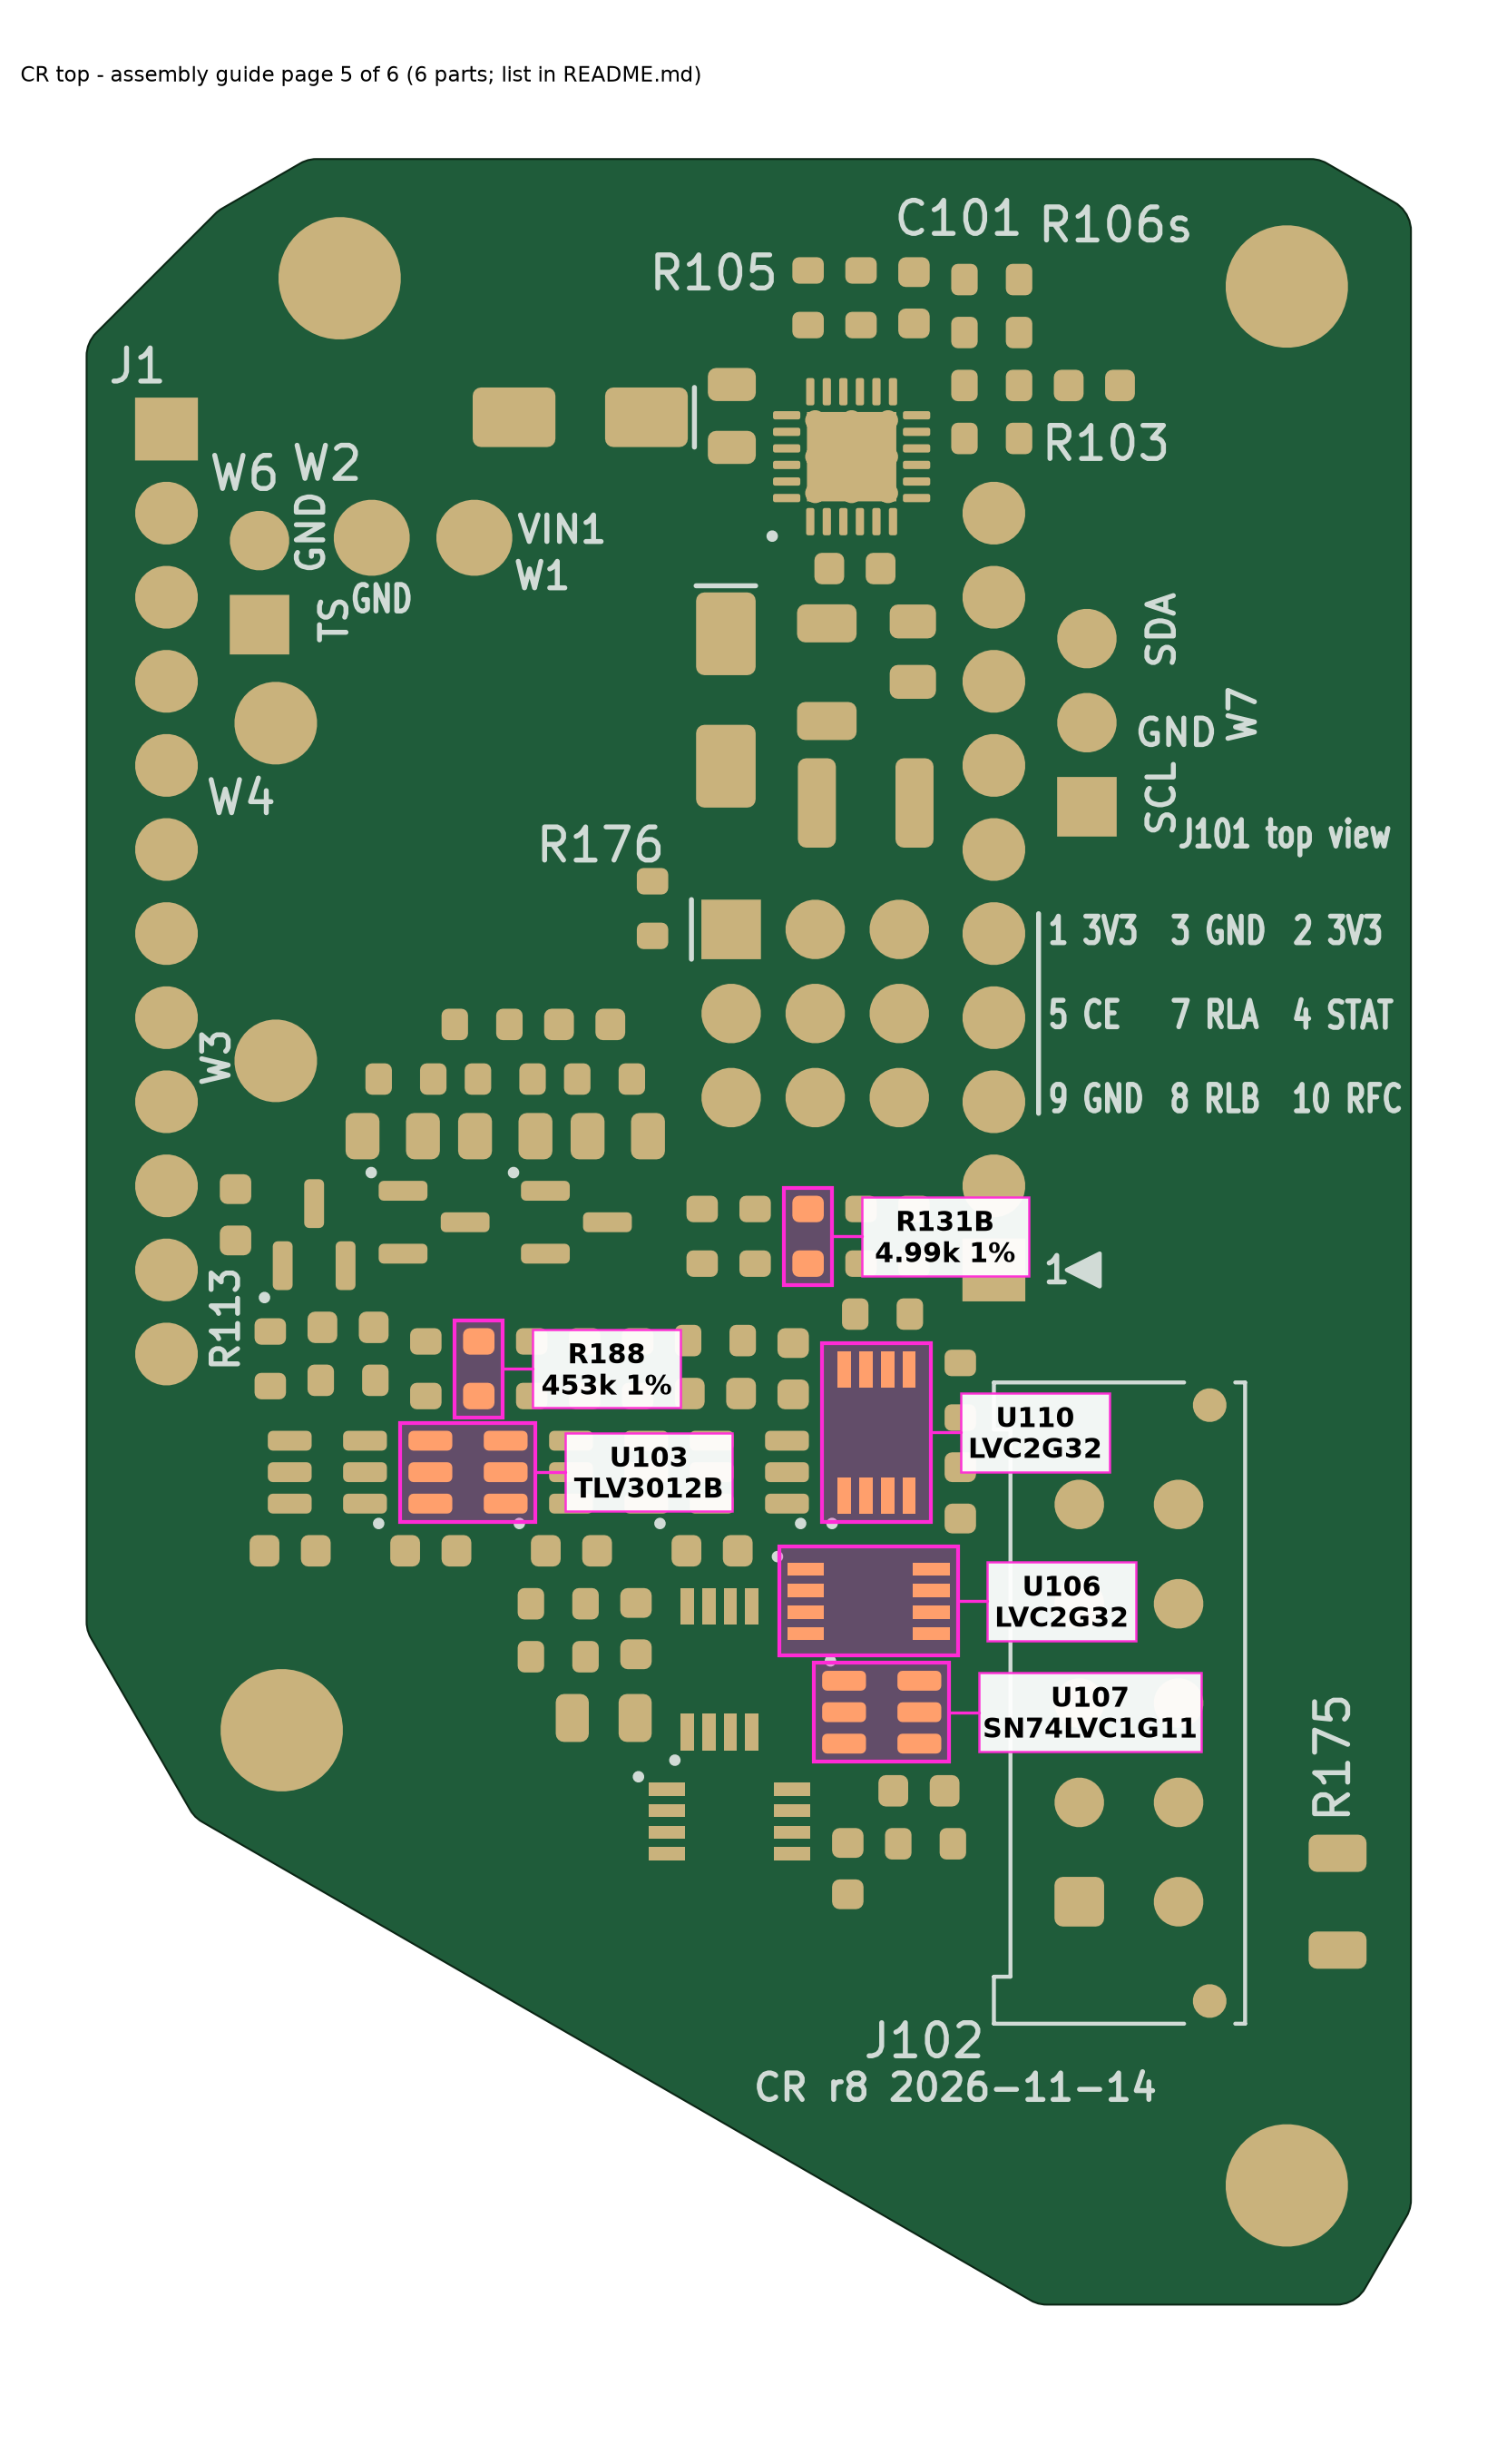 CR top - assembly guide page 5 of 6 (6 parts; list in README.md)
C101
R106s
R105
J1
R103
W6
W2
GND
VIN1
W1
GND
TS
SDA
W7
GND
SCL
W4
J101 top view
R176
1 3V3 3 GND 2 3V3
5 CE 7 RLA 4 STAT
9 GND 8 RLB 10 RFC
W3
R131B
4.99k 1%
1
R113
R188
453k 1%
U110
LVC2G32
U103
TLV3012B
U106
LVC2G32
U107
SN74LVC1G11
R175
J102
CR r8 2026-11-14